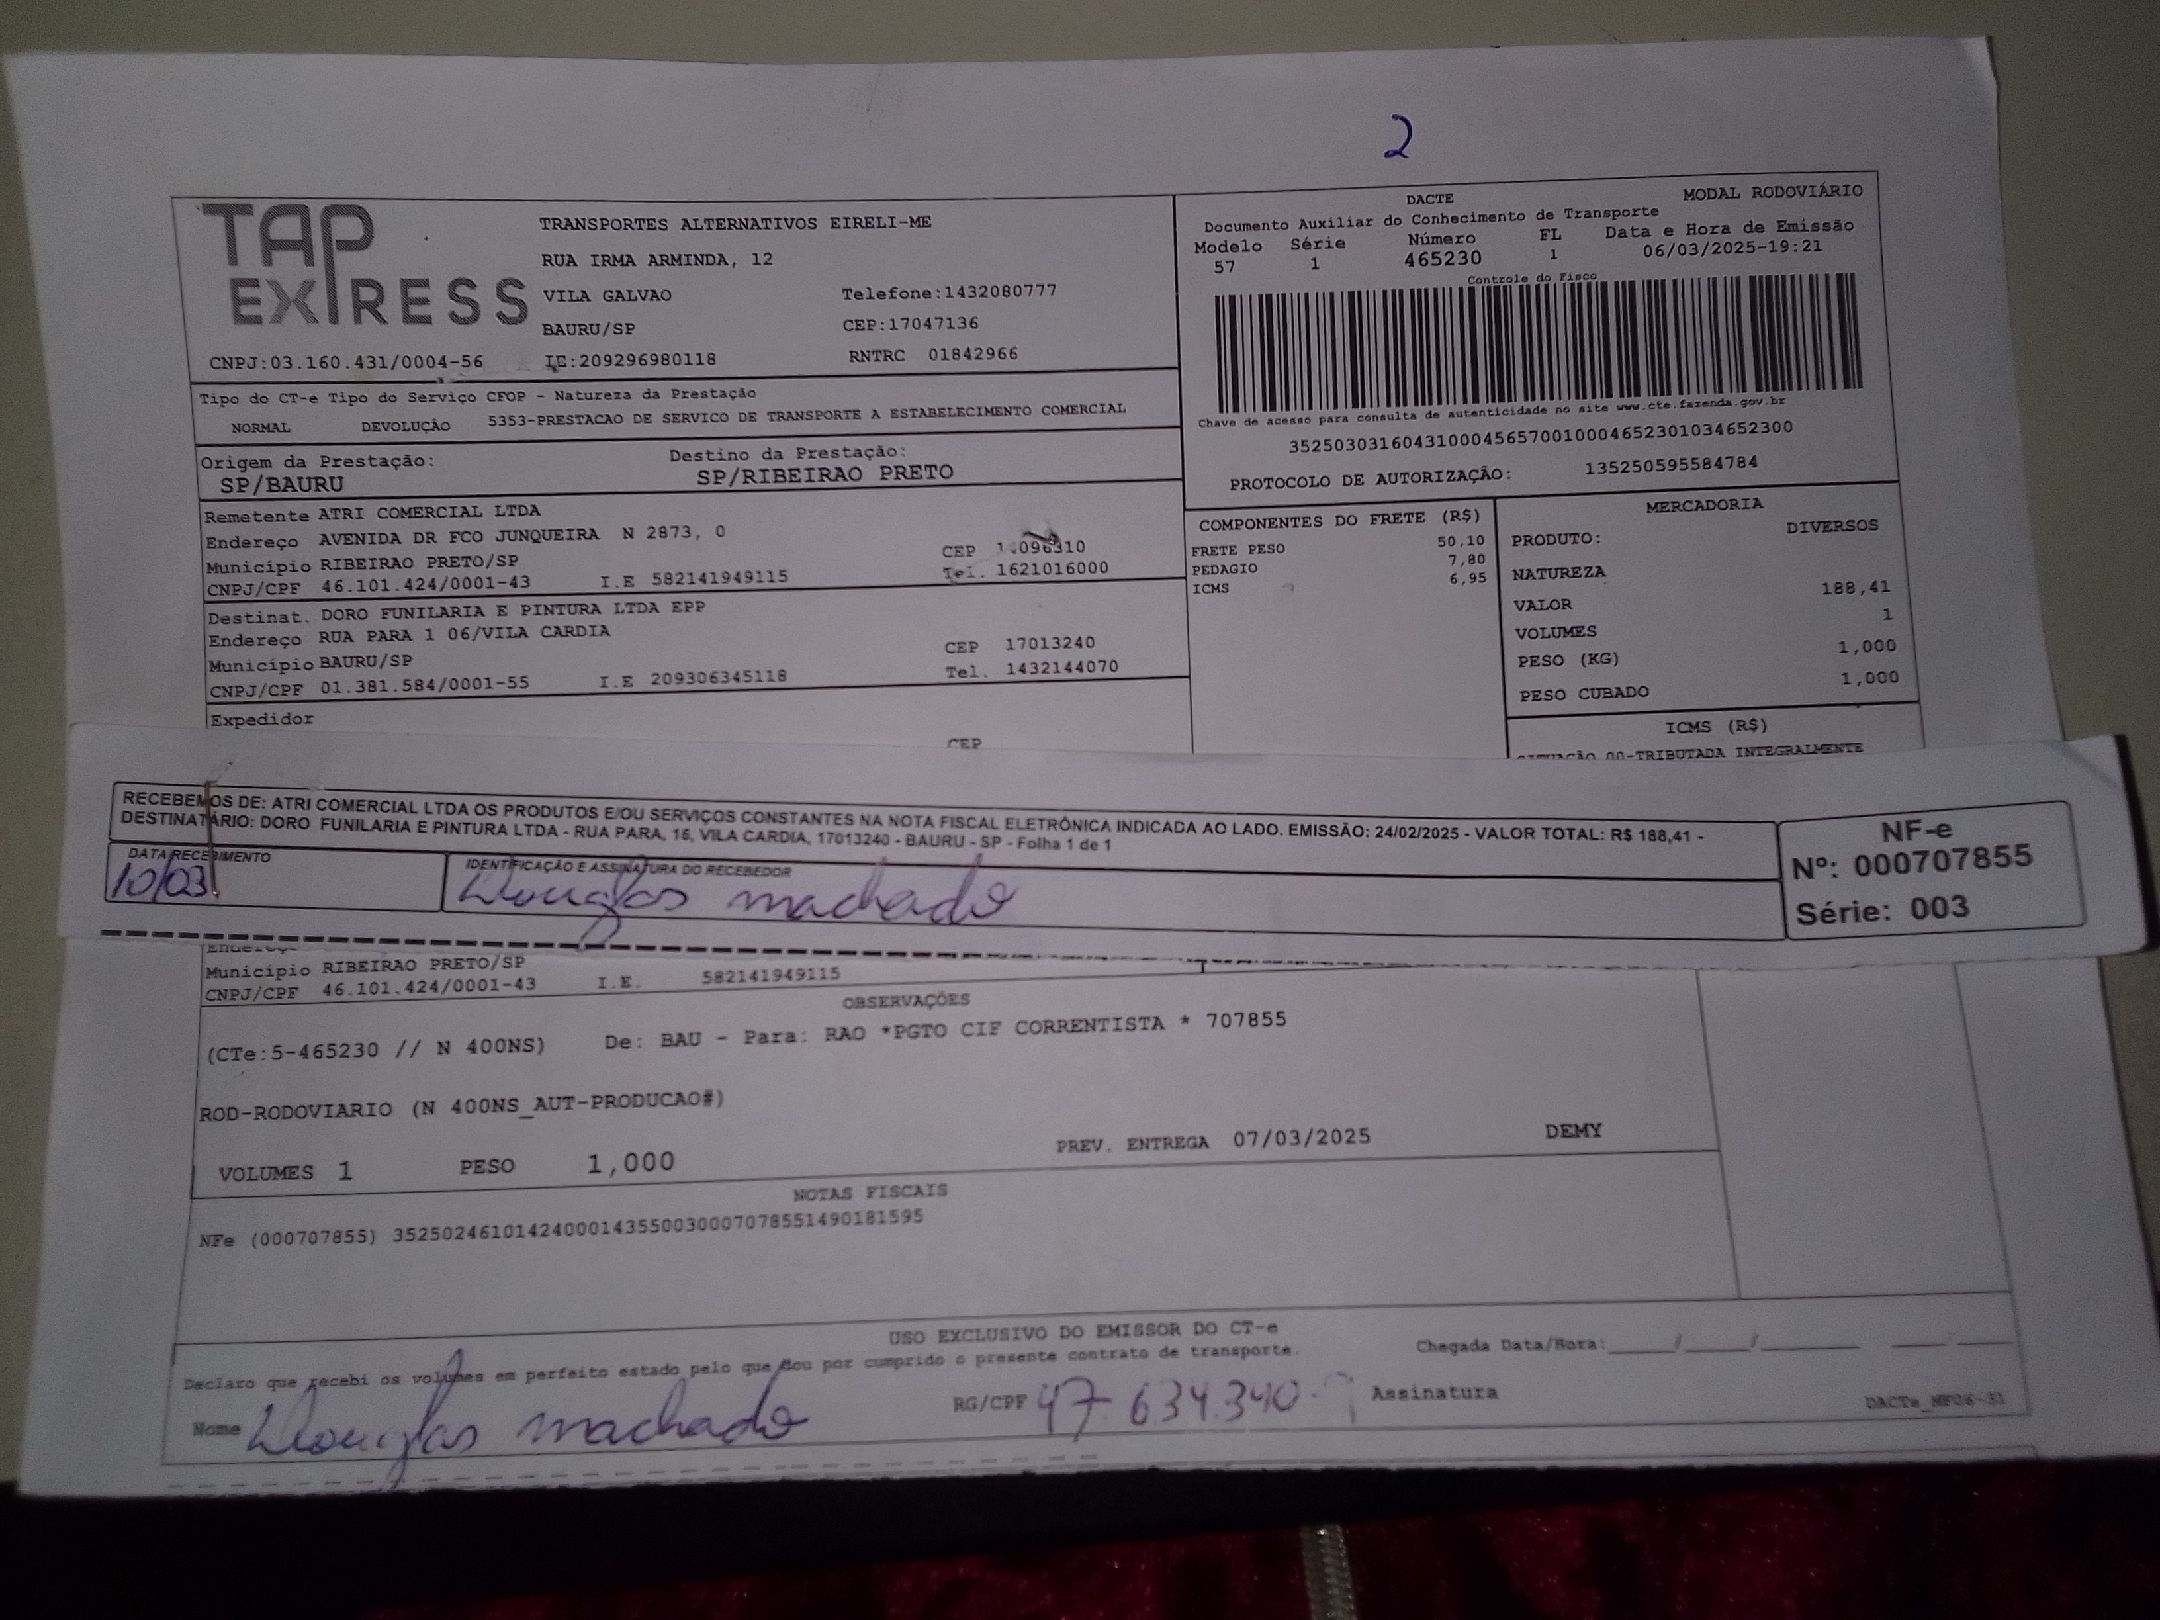 2
TAP EXPRESS
TRANSPORTES ALTERNATIVOS EIRELI-ME
RUA IRMA ARMINDA, 12
VILA GALVAO Telefone:1432080777
BAURU/SP CEP:17047136
CNPJ:03.160.431/0004-56 IE:209296980118 RNTRC 01842966
DACTE MODAL RODOVIÁRIO
Documento Auxiliar do Conhecimento de Transporte
Modelo Série Número FL Data e Hora de Emissão
57 1 465230 1 06/03/2025-19:21
Controle do Fisco
Chave de acesso para consulta de autenticidade no site www.cte.fazenda.gov.br
35250303160431000456570010004652301034652300
PROTOCOLO DE AUTORIZAÇÃO: 135250595584784
Tipo do CT-e Tipo do Serviço CFOP - Natureza da Prestação
NORMAL DEVOLUÇÃO 5353-PRESTACAO DE SERVICO DE TRANSPORTE A ESTABELECIMENTO COMERCIAL
Origem da Prestação: Destino da Prestação:
SP/BAURU SP/RIBEIRAO PRETO
Remetente ATRI COMERCIAL LTDA
Endereço AVENIDA DR FCO JUNQUEIRA N 2873, 0
Município RIBEIRAO PRETO/SP CEP
CNPJ/CPF 46.101.424/0001-43 I.E 582141949115 Tel. 1621016000
Destinat. DORO FUNILARIA E PINTURA LTDA EPP
Endereço RUA PARA 1 06/VILA CARDIA
Município BAURU/SP CEP 17013240
CNPJ/CPF 01.381.584/0001-55 I.E 209306345118 Tel. 1432144070
Expedidor
CEP
COMPONENTES DO FRETE (R$)
FRETE PESO 50,10
PEDAGIO 7,80
ICMS 6,95
MERCADORIA
PRODUTO: DIVERSOS
NATUREZA
VALOR 188,41
VOLUMES 1
PESO (KG) 1,000
PESO CUBADO 1,000
ICMS (R$)
SITUAÇÃO 00-TRIBUTADA INTEGRALMENTE
RECEBEMOS DE: ATRI COMERCIAL LTDA OS PRODUTOS E/OU SERVIÇOS CONSTANTES NA NOTA FISCAL ELETRÔNICA INDICADA AO LADO. EMISSÃO: 24/02/2025 - VALOR TOTAL: R$ 188,41 -
DESTINATÁRIO: DORO FUNILARIA E PINTURA LTDA - RUA PARA, 16, VILA CARDIA, 17013240 - BAURU - SP - Folha 1 de 1
DATA RECEBIMENTO IDENTIFICAÇÃO E ASSINATURA DO RECEBEDOR
10/03 Douglas machado
NF-e
Nº: 000707855
Série: 003
Endereço
Município RIBEIRAO PRETO/SP
CNPJ/CPF 46.101.424/0001-43 I.E. 582141949115
OBSERVAÇÕES
(CTe:5-465230 // N 400NS) De: BAU - Para: RAO *PGTO CIF CORRENTISTA * 707855
ROD-RODOVIARIO (N 400NS_AUT-PRODUCAO#)
PREV. ENTREGA 07/03/2025 DEMY
VOLUMES 1 PESO 1,000
NOTAS FISCAIS
NFe (000707855) 35250246101424000143550030007078551490181595
USO EXCLUSIVO DO EMISSOR DO CT-e
Declaro que recebi os volumes em perfeito estado pelo que dou por cumprido o presente contrato de transporte. Chegada Data/Hora:____/____/______ ____:____
Nome Douglas machado RG/CPF 47.634.340- Assinatura